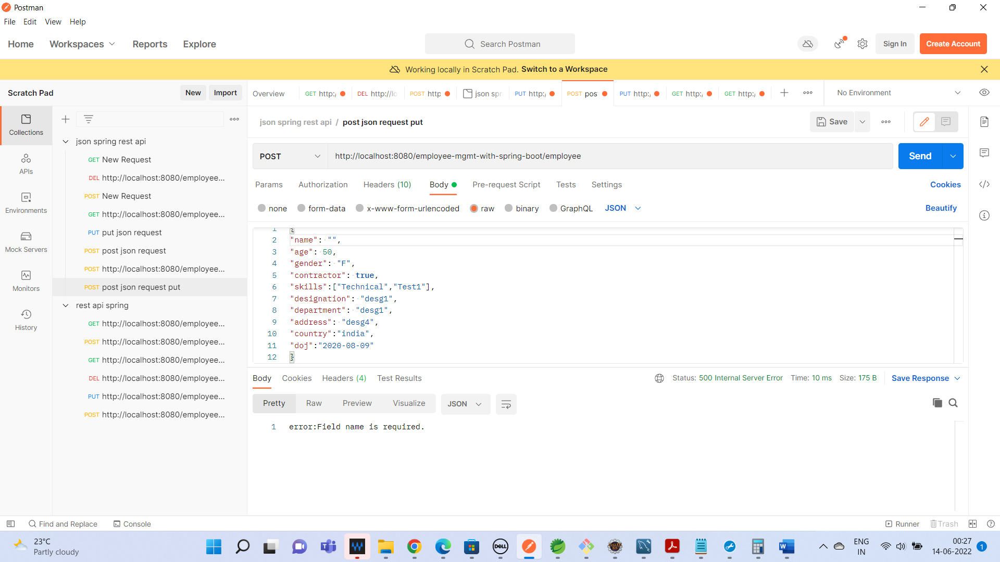 Postman
File Edit View Help
Home Workspaces Reports Explore
Search Postman
Sign In
Create Account
Working locally in Scratch Pad. Switch to a Workspace
Scratch Pad
New
Import
Overview
GET http:/
DEL http://lo
POST http
json spr
PUT http:/
POST pos
PUT http:/
GET http:/
GET http:/
No Environment
Collections
APIs
Environments
Mock Servers
Monitors
History
json spring rest api
GET New Request
DEL http://localhost:8080/employee...
POST New Request
GET http://localhost:8080/employee...
PUT put json request
POST post json request
POST http://localhost:8080/employee...
POST post json request put
rest api spring
GET http://localhost:8080/employee...
POST http://localhost:8080/employee...
GET http://localhost:8080/employee...
DEL http://localhost:8080/employee...
PUT http://localhost:8080/employee...
POST http://localhost:8080/employee...
json spring rest api / post json request put
Save
POST
http://localhost:8080/employee-mgmt-with-spring-boot/employee
Send
Params Authorization Headers (10) Body Pre-request Script Tests Settings
Cookies
none form-data x-www-form-urlencoded raw binary GraphQL JSON
Beautify
1 {
2 "name": "",
3 "age": 50,
4 "gender": "F",
5 "contractor": true,
6 "skills":["Technical","Test1"],
7 "designation": "desg1",
8 "department": "desg1",
9 "address": "desg4",
10 "country":"india",
11 "doj":"2020-08-09"
12 }
Body Cookies Headers (4) Test Results
Status: 500 Internal Server Error Time: 10 ms Size: 175 B Save Response
Pretty Raw Preview Visualize JSON
1 error:Field name is required.
Find and Replace
Console
Runner
Trash
23°C
Partly cloudy
DELL
ENG
IN
00:27
14-06-2022
1